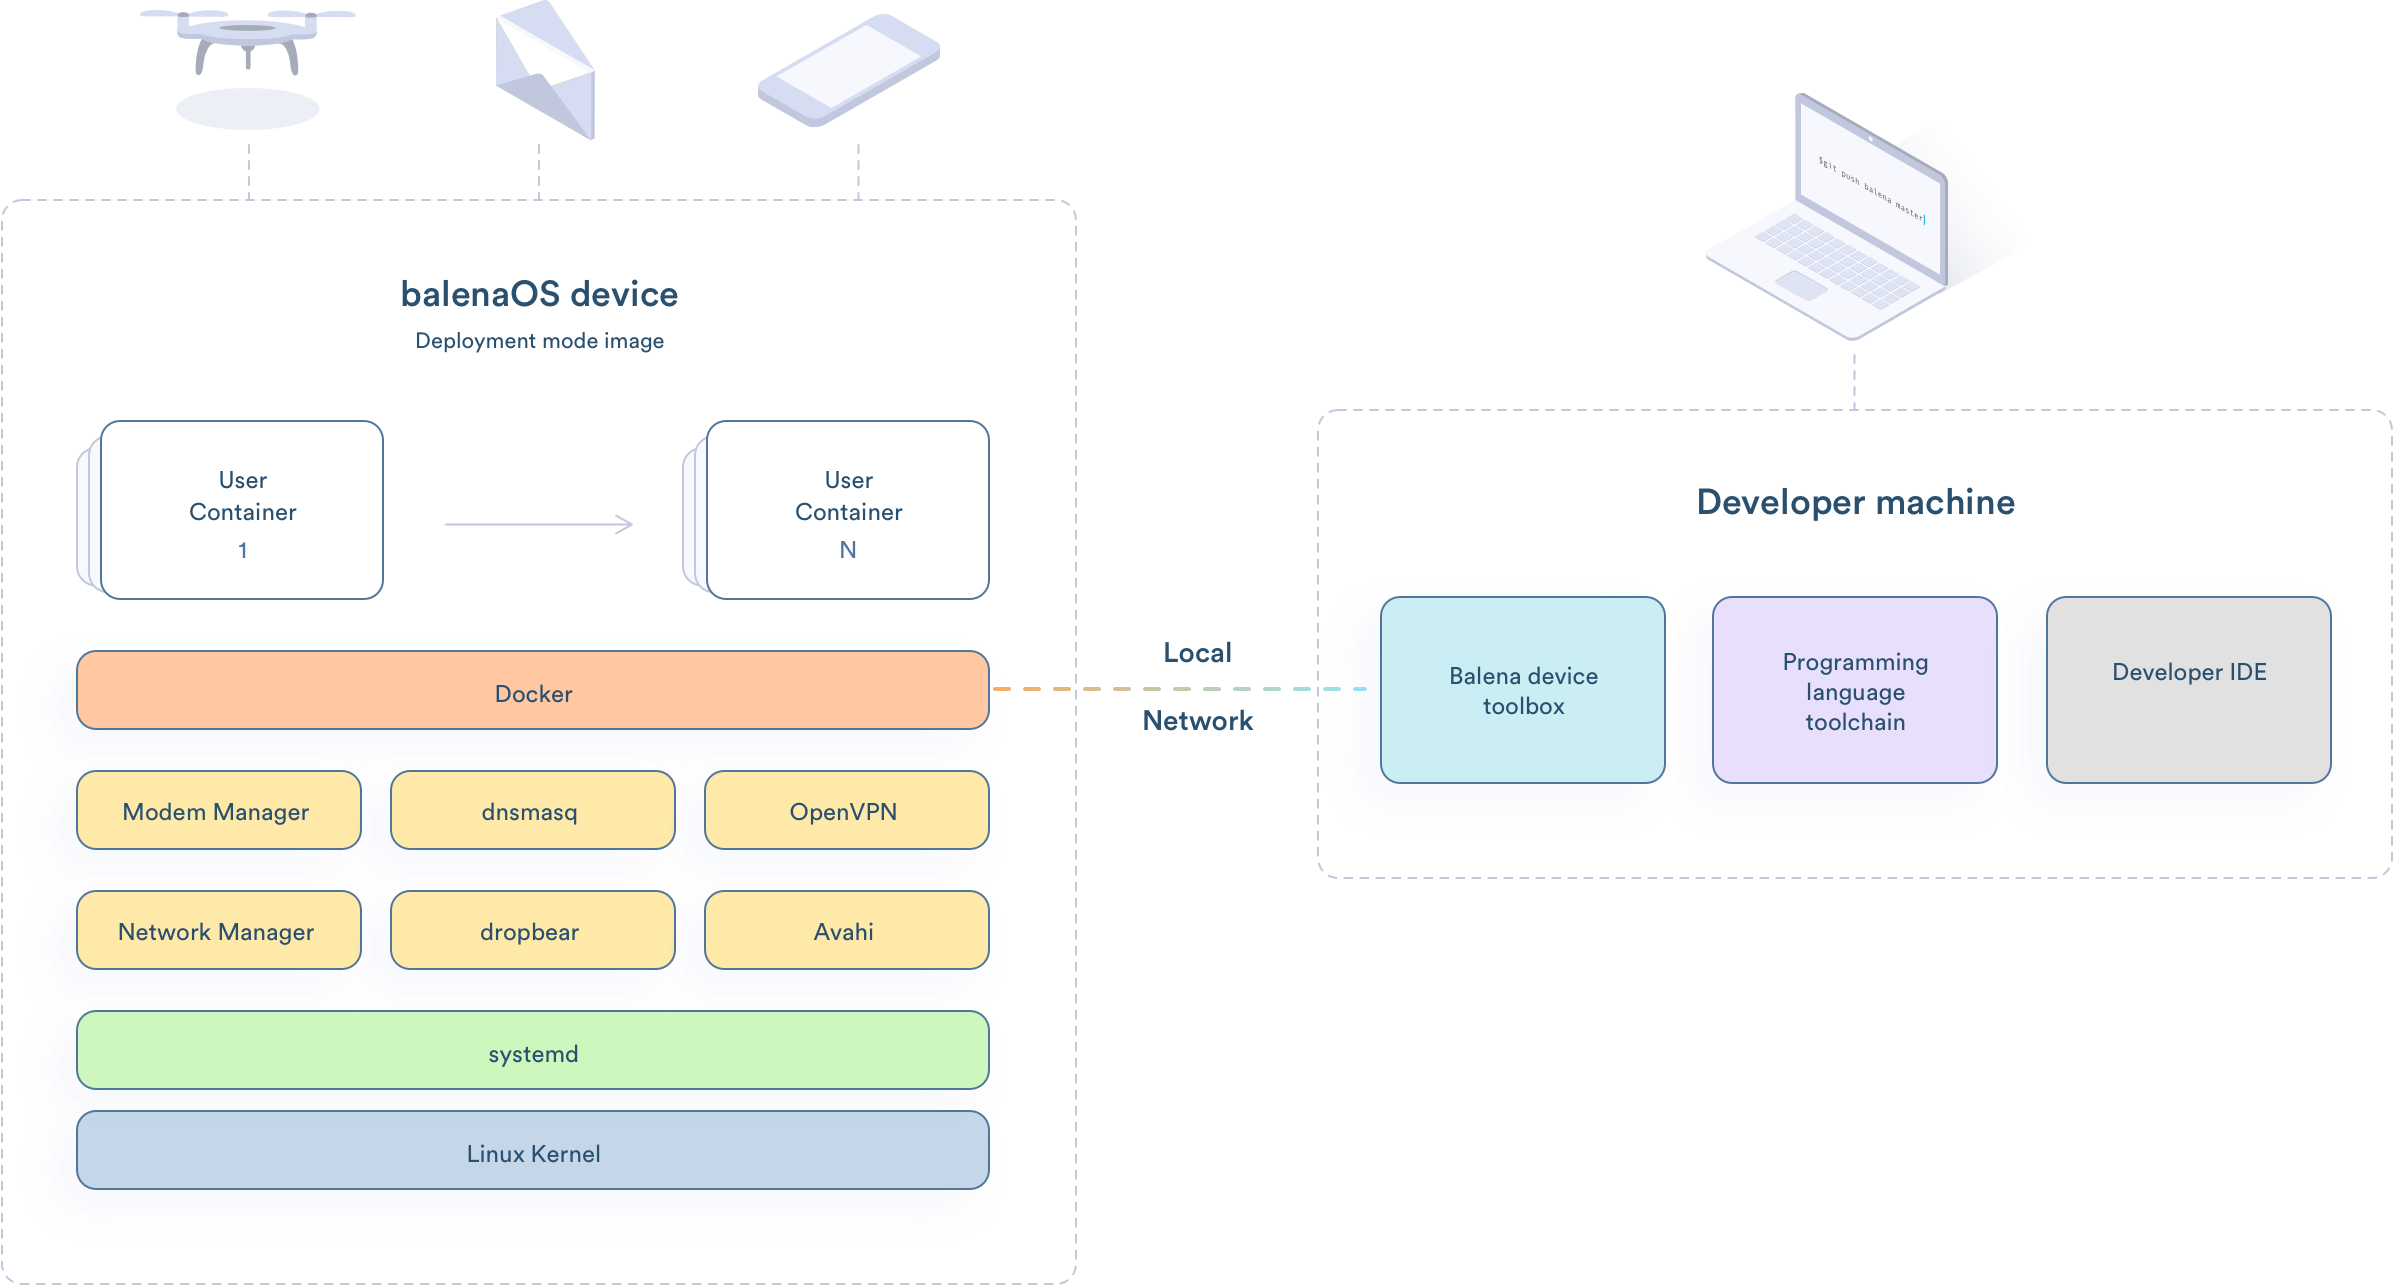 $git push balena master
balenaOS device
Deployment mode image
User
Container
1
User
Container
N
Docker
Modem Manager
dnsmasq
OpenVPN
Network Manager
dropbear
Avahi
systemd
Linux Kernel
Local
Network
Developer machine
Balena device
toolbox
Programming
language
toolchain
Developer IDE